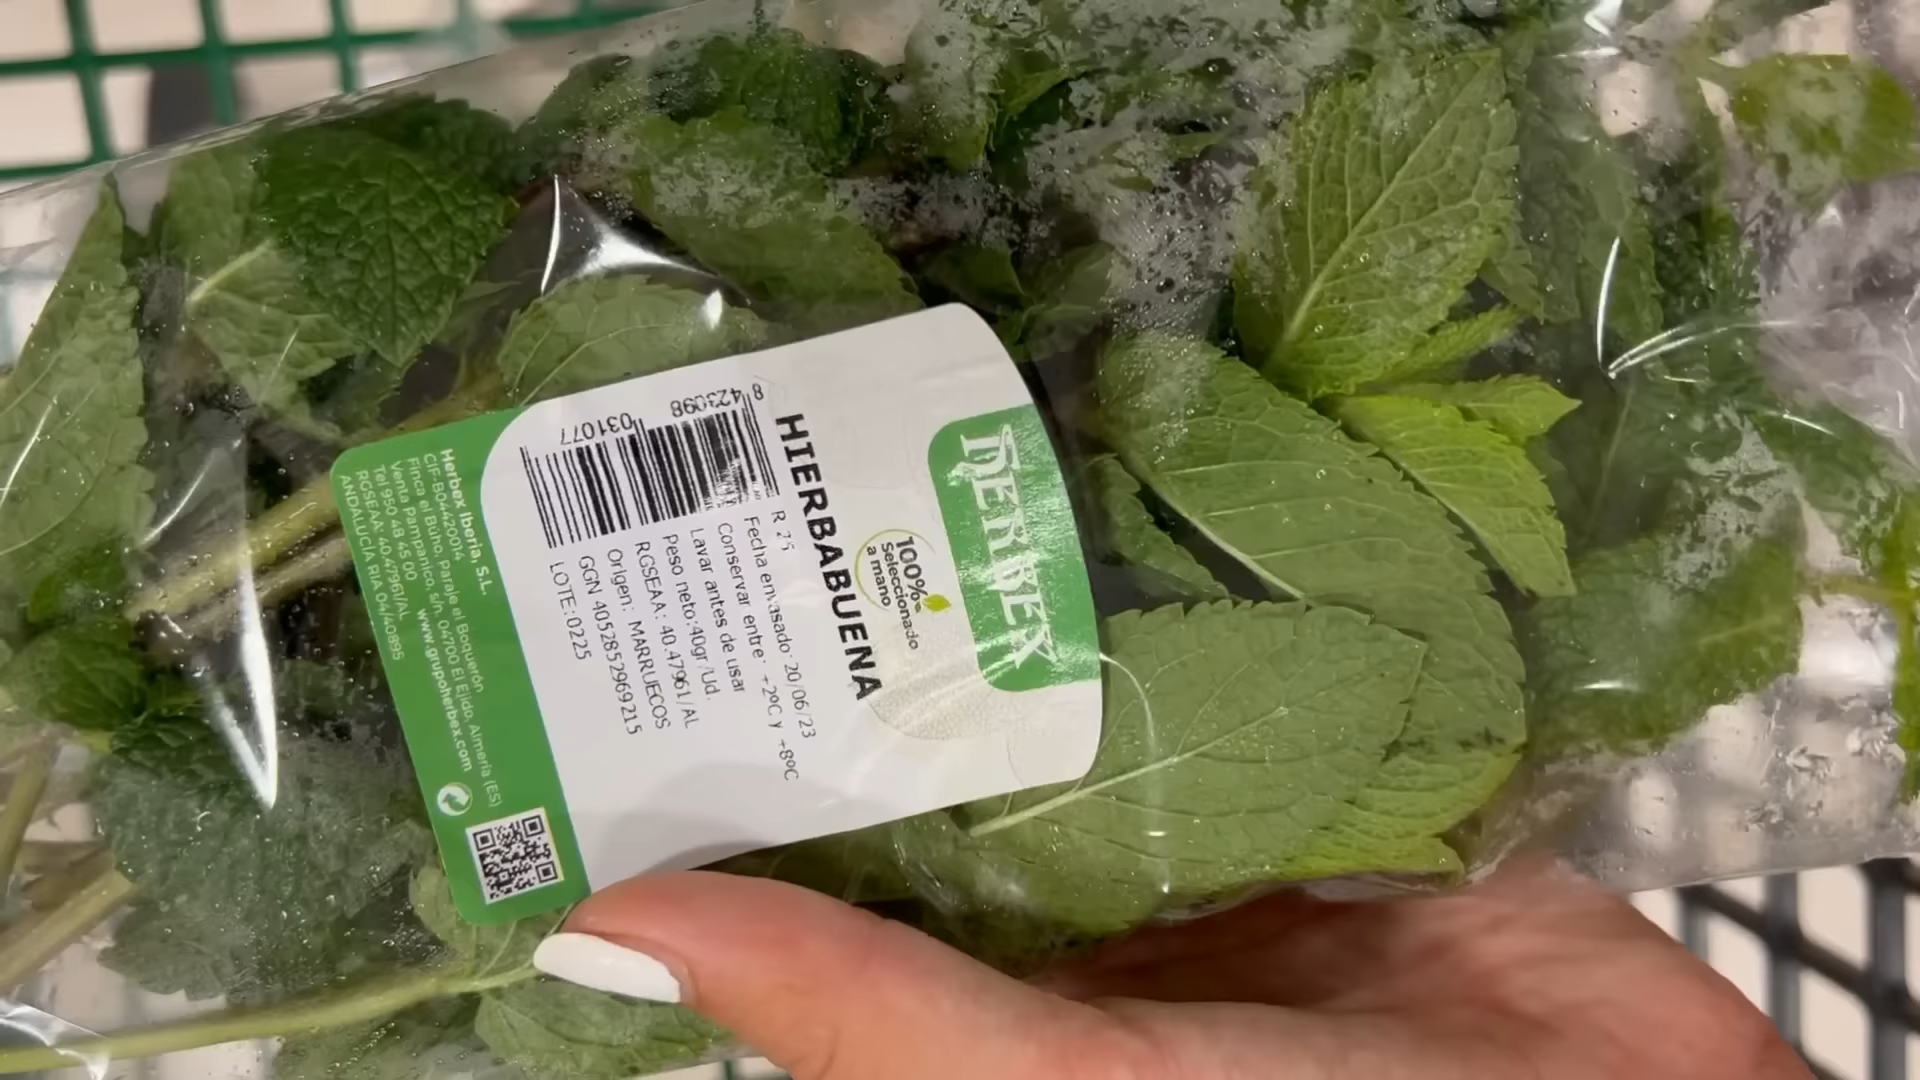 HERBEX
100%
Seleccionado
a mano
HIERBABUENA
R 25
Fecha envasado: 20/06/23
Conservar entre: +2ºC y +8ºC
Lavar antes de usar
Peso neto:40gr/Ud.
RGSEAA: 40.47961/AL
Origen: MARRUECOS
GGN 4052852969215
LOTE:0225
8 423098 031077
Herbex Iberia, S.L.
CIF-B04420014
Finca el Búho, Paraje el Boquerón
Venta Pampanico, s/n. 04700 El Ejido, Almería (ES)
Tel 950 48 45 00 www.grupoherbex.com
RGSEAA: 40.47961/AL
ANDALUCÍA RIA 04/40895